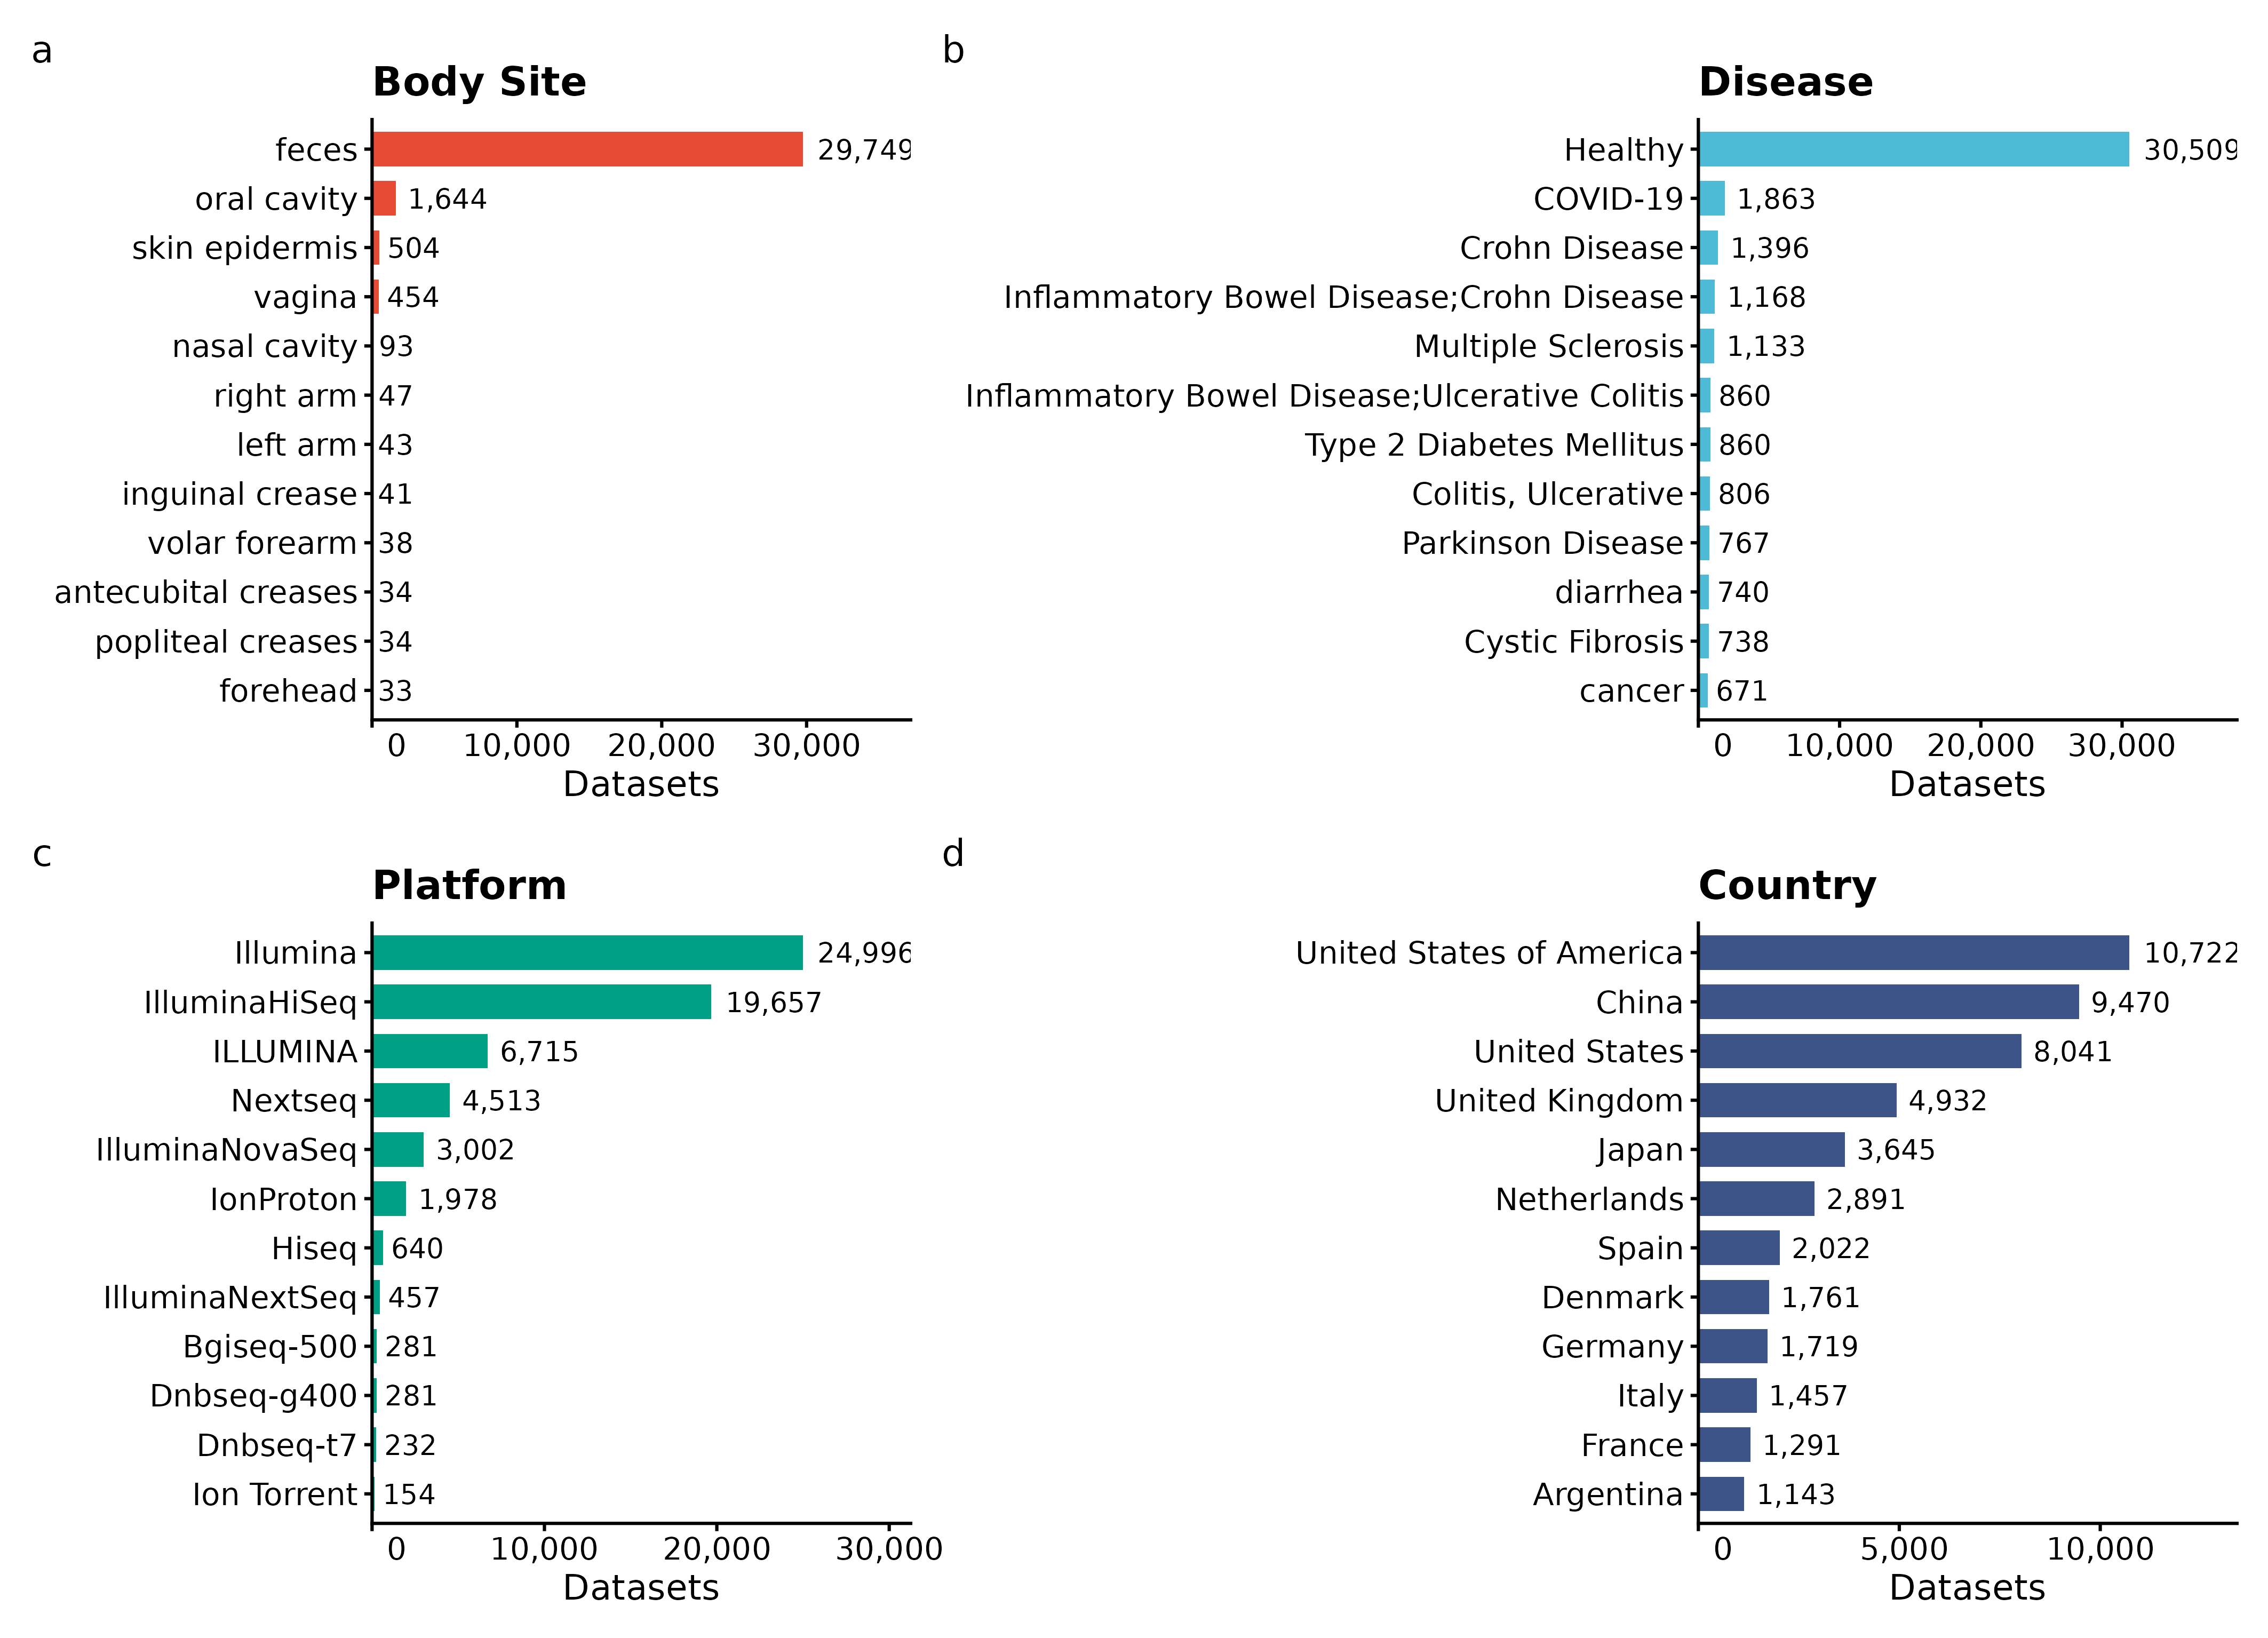 a
Body Site
feces 29,749
oral cavity 1,644
skin epidermis 504
vagina 454
nasal cavity 93
right arm 47
left arm 43
inguinal crease 41
volar forearm 38
antecubital creases 34
popliteal creases 34
forehead 33
0 10,000 20,000 30,000
Datasets
b
Disease
Healthy 30,509
COVID-19 1,863
Crohn Disease 1,396
Inflammatory Bowel Disease;Crohn Disease 1,168
Multiple Sclerosis 1,133
Inflammatory Bowel Disease;Ulcerative Colitis 860
Type 2 Diabetes Mellitus 860
Colitis, Ulcerative 806
Parkinson Disease 767
diarrhea 740
Cystic Fibrosis 738
cancer 671
0 10,000 20,000 30,000
Datasets
c
Platform
Illumina 24,996
IlluminaHiSeq 19,657
ILLUMINA 6,715
Nextseq 4,513
IlluminaNovaSeq 3,002
IonProton 1,978
Hiseq 640
IlluminaNextSeq 457
Bgiseq-500 281
Dnbseq-g400 281
Dnbseq-t7 232
Ion Torrent 154
0 10,000 20,000 30,000
Datasets
d
Country
United States of America 10,722
China 9,470
United States 8,041
United Kingdom 4,932
Japan 3,645
Netherlands 2,891
Spain 2,022
Denmark 1,761
Germany 1,719
Italy 1,457
France 1,291
Argentina 1,143
0 5,000 10,000
Datasets